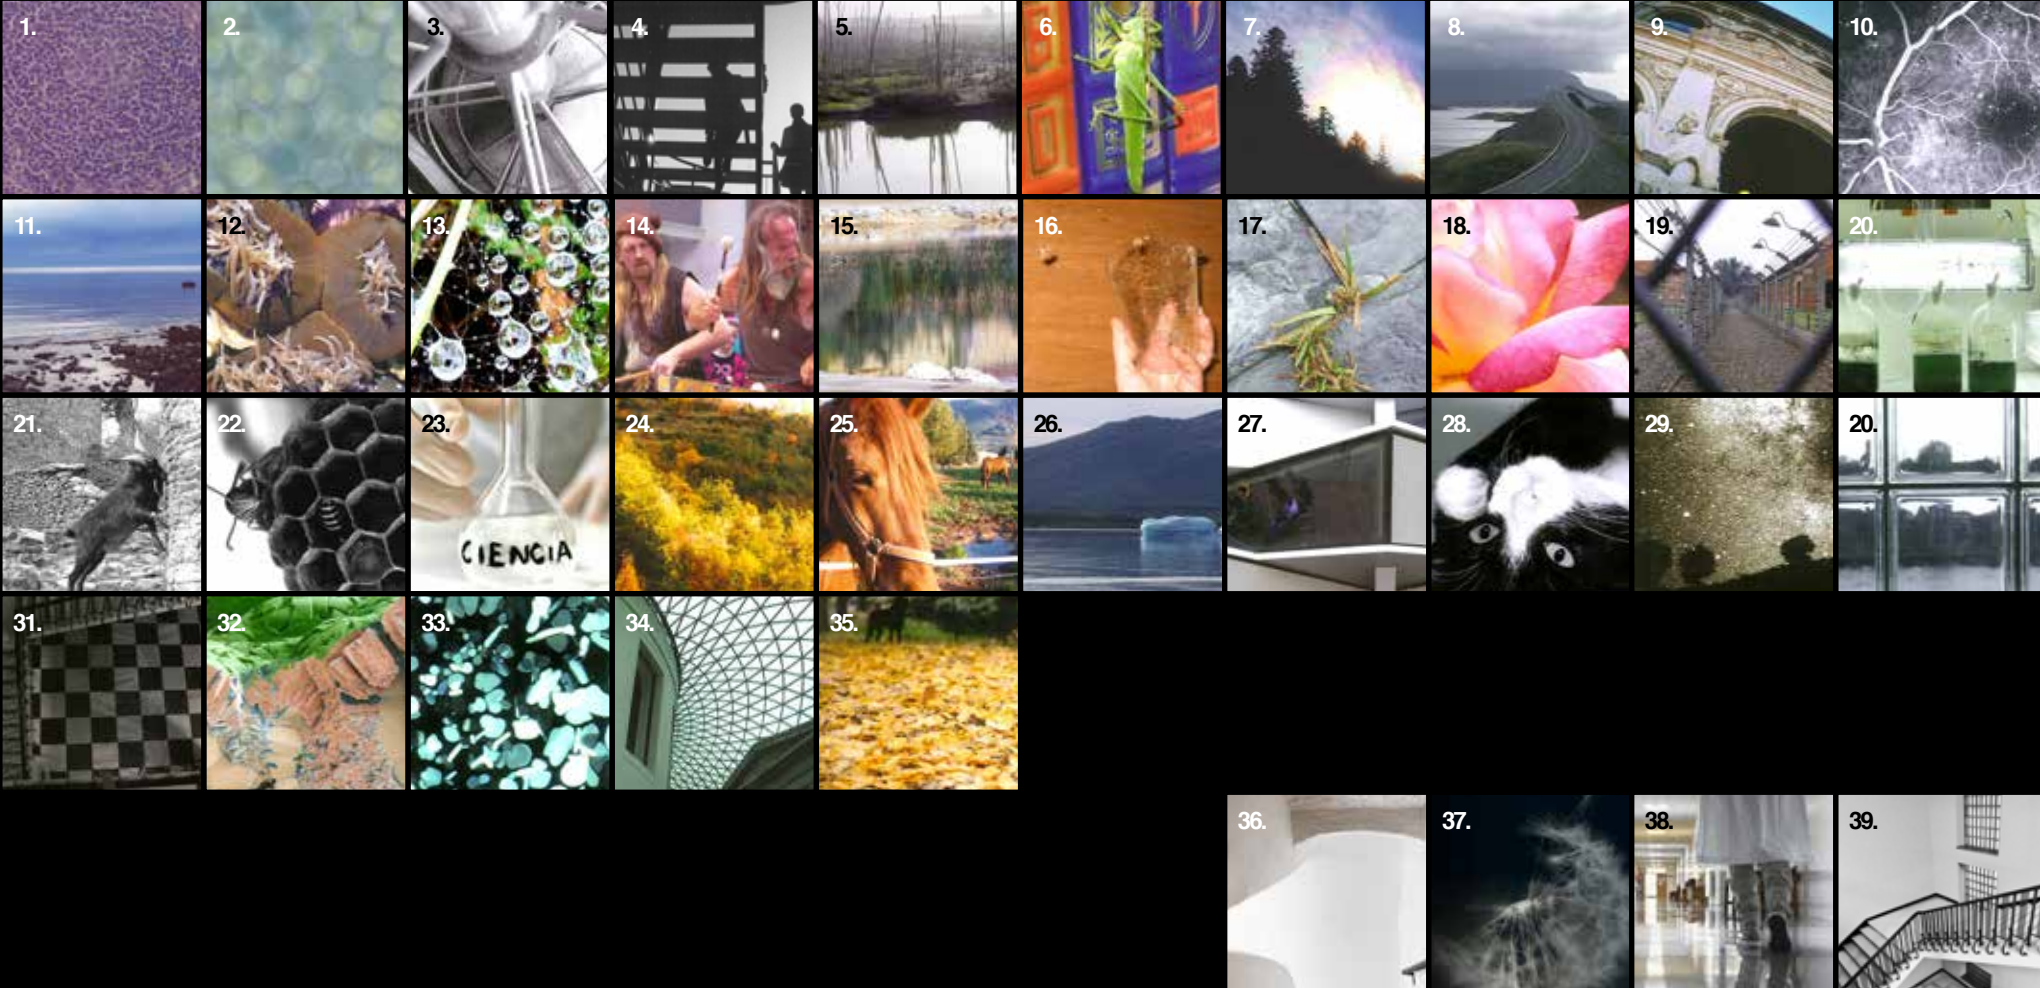 1. 2. 3. 4. 5. 6. 7. 8. 9. 10.
11. 12. 13. 14. 15. 16. 17. 18. 19. 20.
21. 22. 23. 24. 25. 26. 27. 28. 29. 20.
CIENCIA
31. 32. 33. 34. 35.
36. 37. 38. 39.